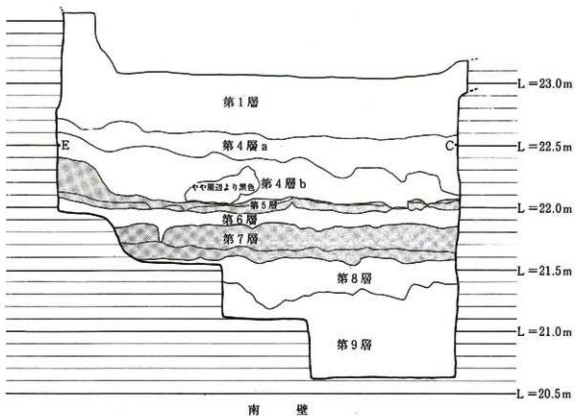 L=23.0m
第1層
E
第4層a
C
L=22.5m
やや周辺より黒色
第4層b
第5層
L=22.0m
第6層
第7層
L=21.5m
第8層
L=21.0m
第9層
L=20.5m
南 壁